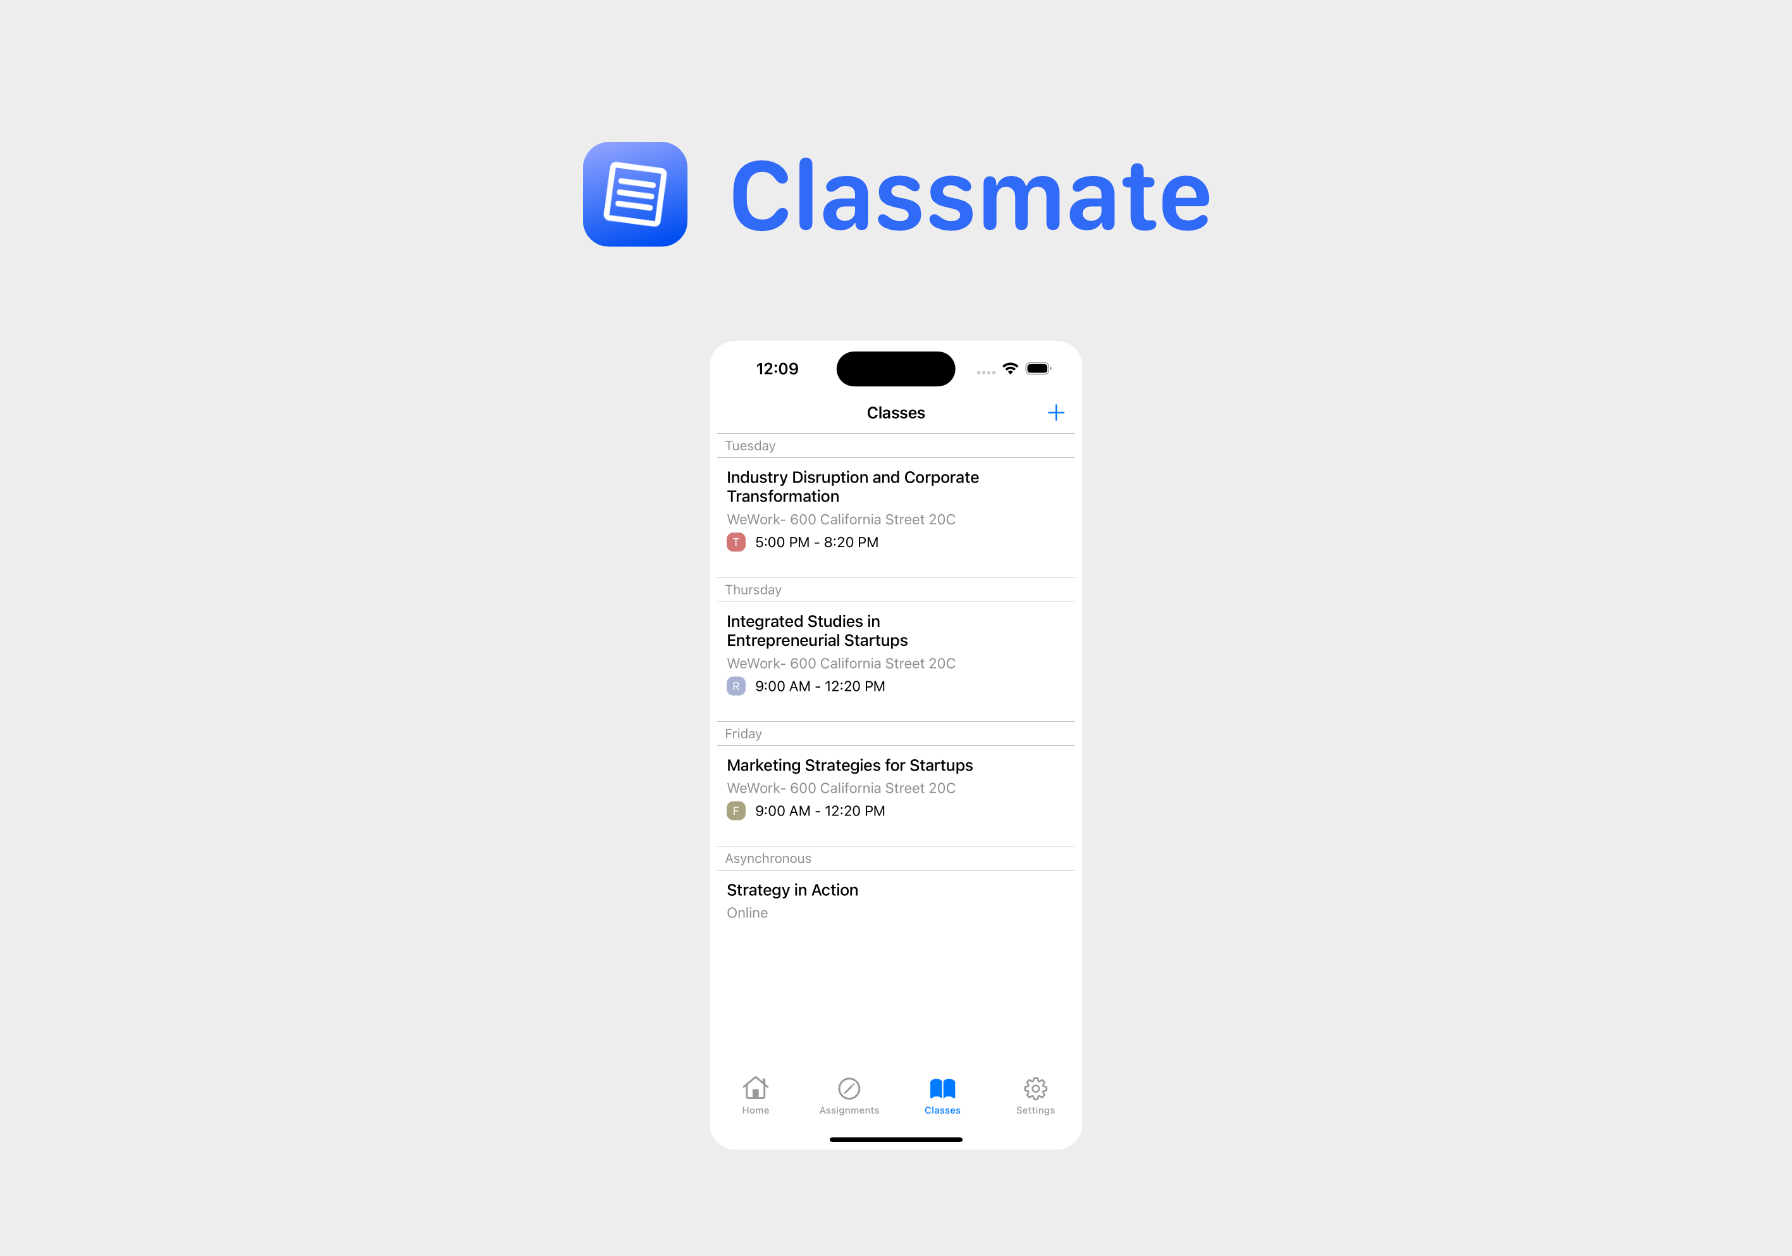 Classmate
12:09
Classes
Tuesday
Industry Disruption and Corporate
Transformation
WeWork- 600 California Street 20C
T 5:00 PM - 8:20 PM
Thursday
Integrated Studies in
Entrepreneurial Startups
WeWork- 600 California Street 20C
R 9:00 AM - 12:20 PM
Friday
Marketing Strategies for Startups
WeWork- 600 California Street 20C
F 9:00 AM - 12:20 PM
Asynchronous
Strategy in Action
Online
Home Assignments Classes Settings